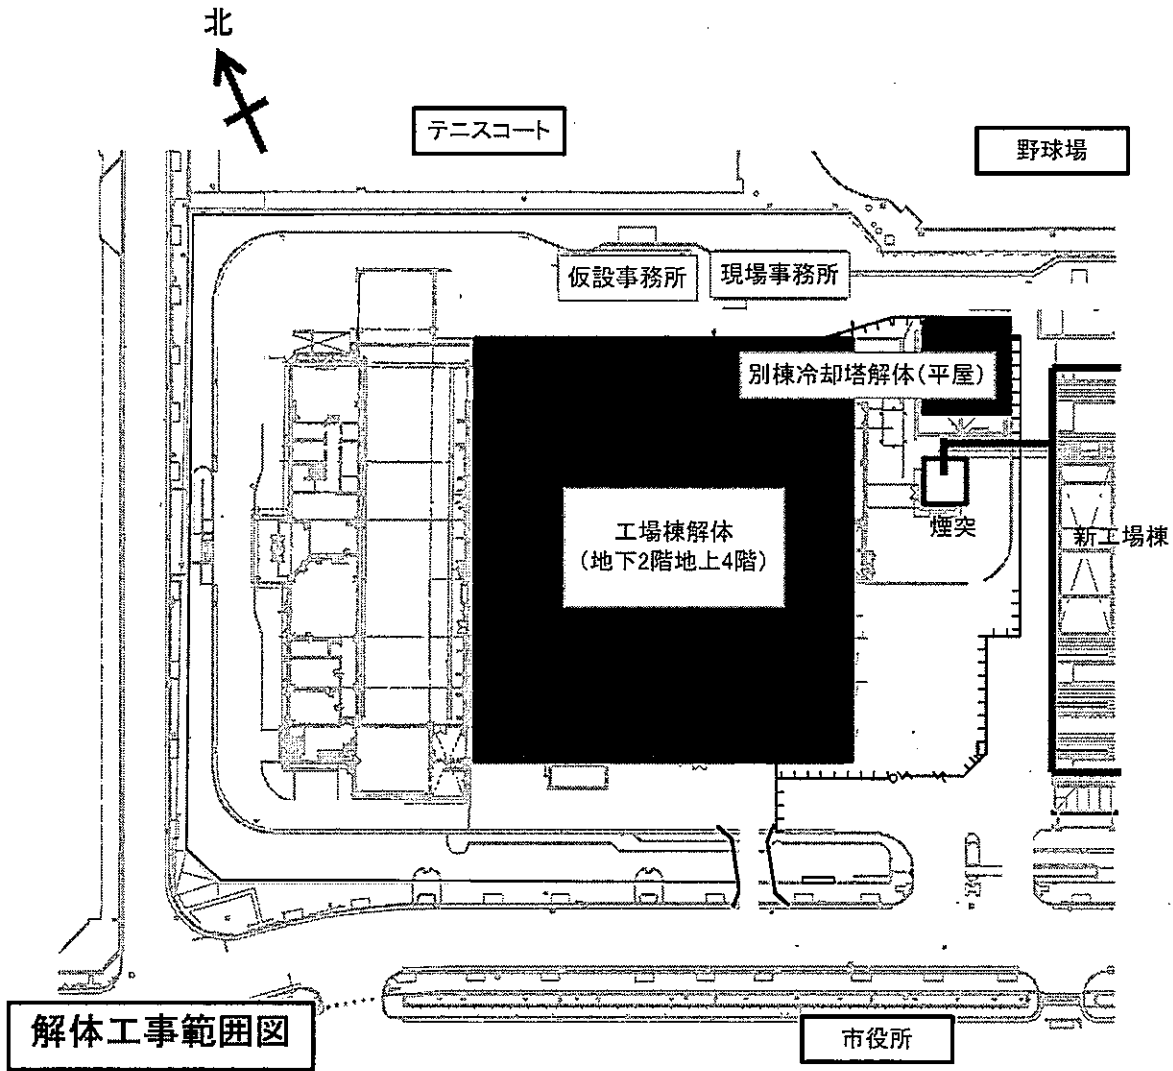 北
テニスコート
野球場
仮設事務所
現場事務所
別棟冷却塔解体(平屋)
工場棟解体
(地下2階地上4階)
煙突
新工場棟
解体工事範囲図
市役所